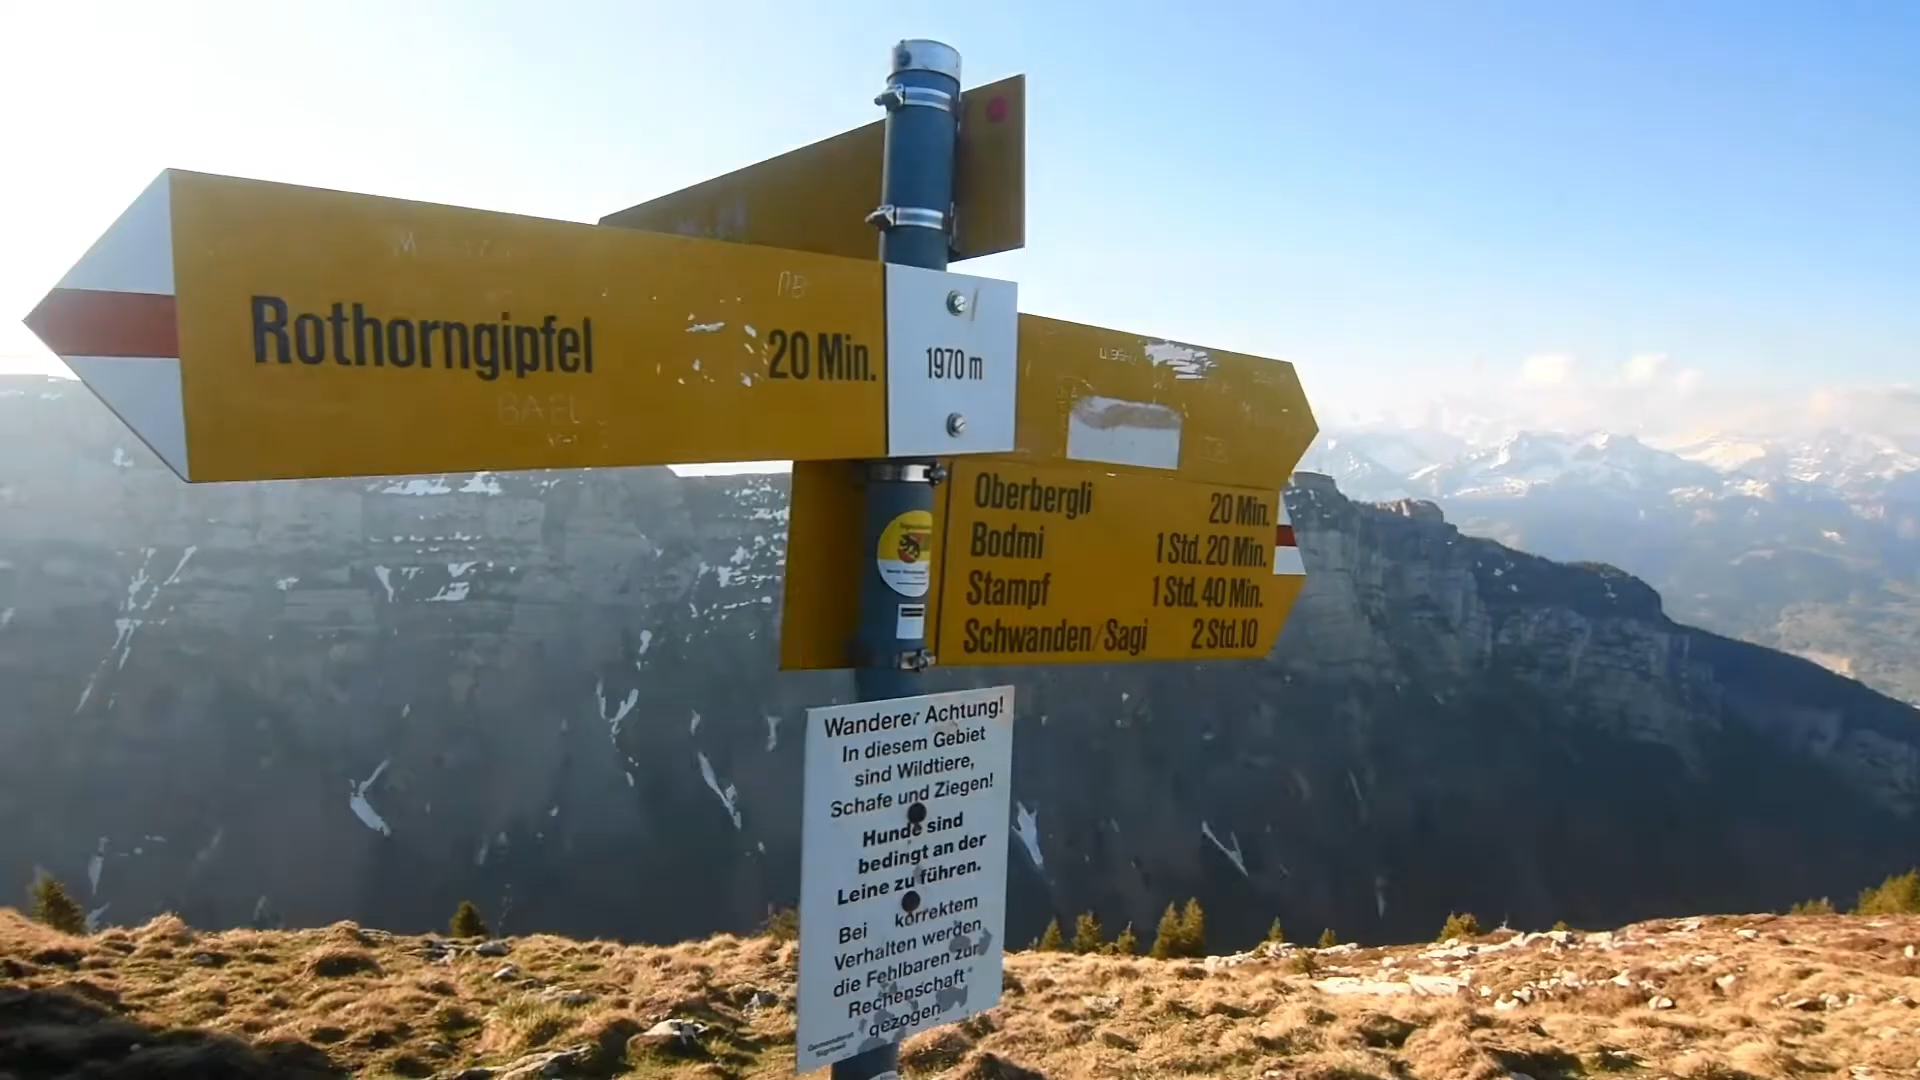 Rothorngipfel 20 Min.
1970 m
Oberbergli 20 Min.
Bodmi 1 Std. 20 Min.
Stampf 1 Std. 40 Min.
Schwanden/Sagi 2 Std. 10
Wanderer Achtung!
In diesem Gebiet
sind Wildtiere,
Schafe und Ziegen!
Hunde sind
bedingt an der
Leine zu führen.
Bei korrektem
Verhalten werden
die Fehlbaren zur
Rechenschaft
gezogen.
Gemeinderat
Sigriswil